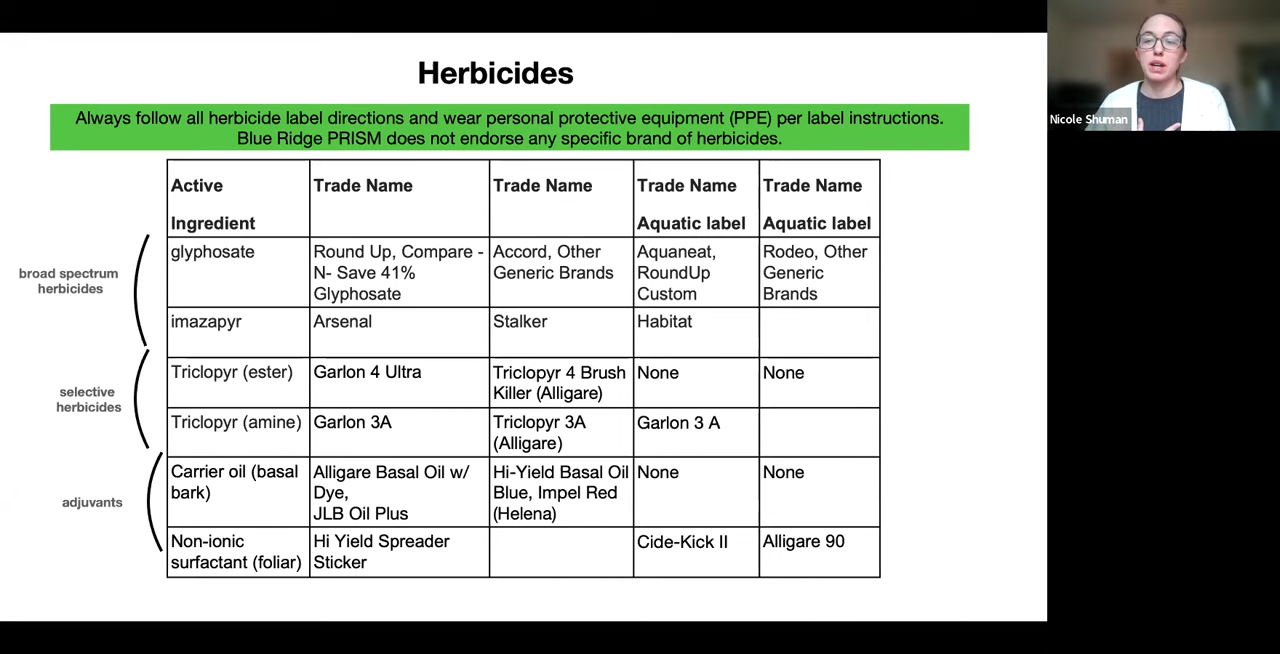 Herbicides
Always follow all herbicide label directions and wear personal protective equipment (PPE) per label instructions.
Blue Ridge PRISM does not endorse any specific brand of herbicides.
Nicole Shuman
Active
Ingredient
Trade Name
Trade Name
Trade Name
Aquatic label
Trade Name
Aquatic label
broad spectrum
herbicides
glyphosate
Round Up, Compare -
N- Save 41%
Glyphosate
Accord, Other
Generic Brands
Aquaneat,
RoundUp
Custom
Rodeo, Other
Generic
Brands
imazapyr
Arsenal
Stalker
Habitat
selective
herbicides
Triclopyr (ester)
Garlon 4 Ultra
Triclopyr 4 Brush
Killer (Alligare)
None
None
Triclopyr (amine)
Garlon 3A
Triclopyr 3A
(Alligare)
Garlon 3 A
adjuvants
Carrier oil (basal
bark)
Alligare Basal Oil w/
Dye,
JLB Oil Plus
Hi-Yield Basal Oil
Blue, Impel Red
(Helena)
None
None
Non-ionic
surfactant (foliar)
Hi Yield Spreader
Sticker
Cide-Kick II
Alligare 90